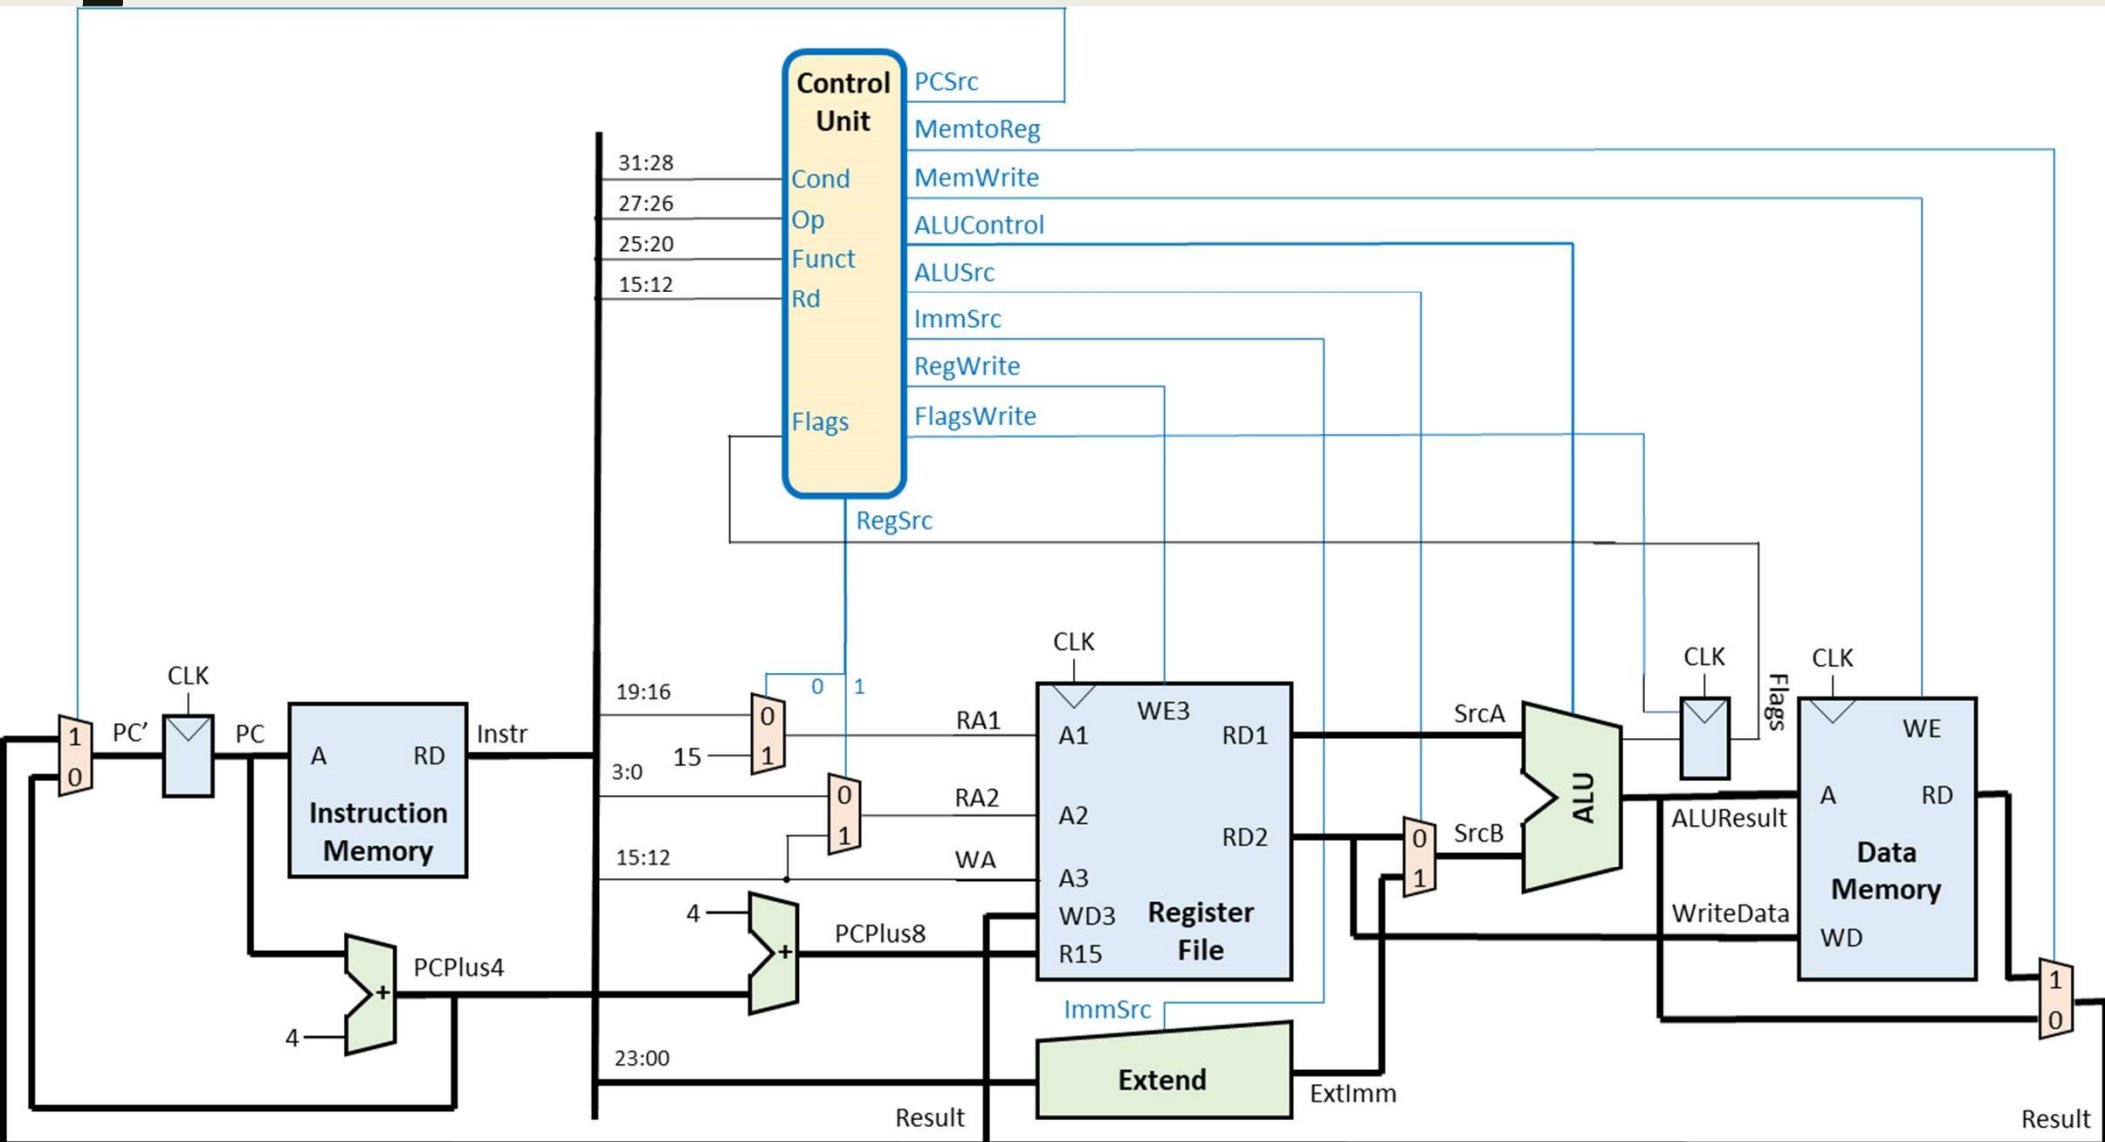 Control
Unit
PCSrc
MemtoReg
MemWrite
ALUControl
ALUSrc
ImmSrc
RegWrite
FlagsWrite
31:28
Cond
27:26
Op
25:20
Funct
15:12
Rd
Flags
RegSrc
0 1
CLK
PC’
PC
1
0
A RD
Instruction
Memory
Instr
19:16
0
15
1
RA1
3:0
0
1
RA2
15:12
WA
4
+
PCPlus4
4
+
PCPlus8
CLK
WE3
A1 RD1
A2
RD2
A3
WD3
R15
Register
File
ImmSrc
23:00
Extend
ExtImm
Result
SrcA
0
1
SrcB
ALU
CLK
Flags
ALUResult
WriteData
CLK
WE
A RD
Data
Memory
WD
1
0
Result